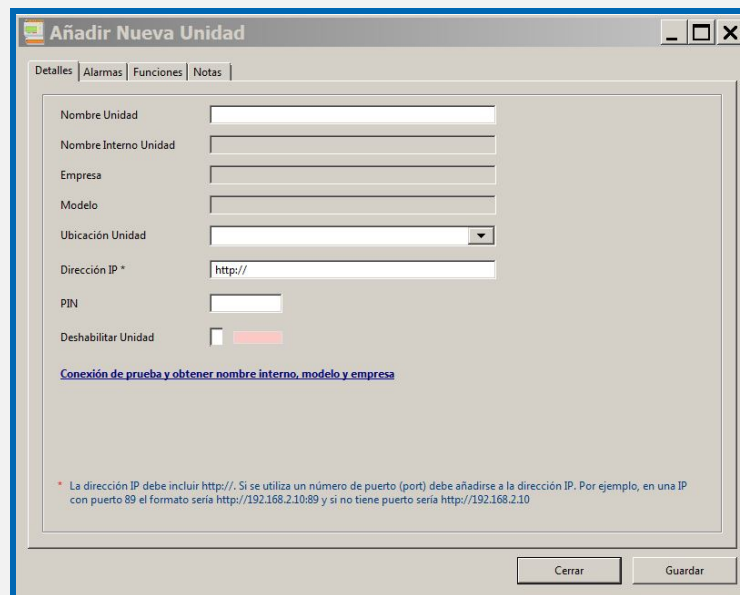 Añadir Nueva Unidad
Detalles Alarmas Funciones Notas
Nombre Unidad
Nombre Interno Unidad
Empresa
Modelo
Ubicación Unidad
Dirección IP * http://
PIN
Deshabilitar Unidad
Conexión de prueba y obtener nombre interno, modelo y empresa
* La dirección IP debe incluir http://. Si se utiliza un número de puerto (port) debe añadirse a la dirección IP. Por ejemplo, en una IP
con puerto 89 el formato sería http://192.168.2.10:89 y si no tiene puerto sería http://192.168.2.10
Cerrar Guardar